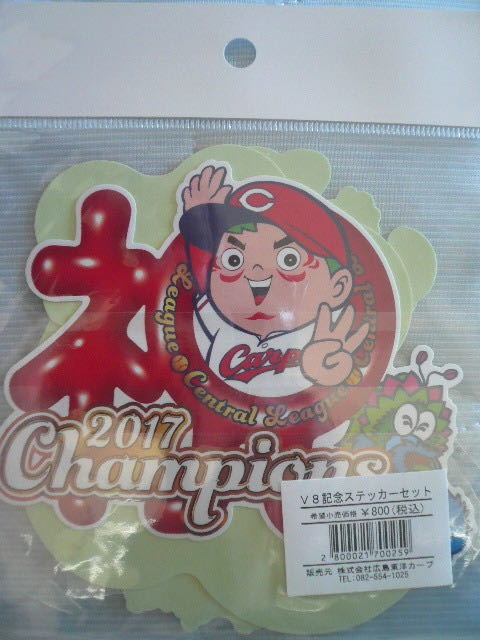 C
Carp
League Central League Central
祝
2017
Champions
V8記念ステッカーセット
希望小売価格 ¥800(税込)
2 800021 700259
販売元 株式会社広島東洋カープ
TEL:082-554-1025